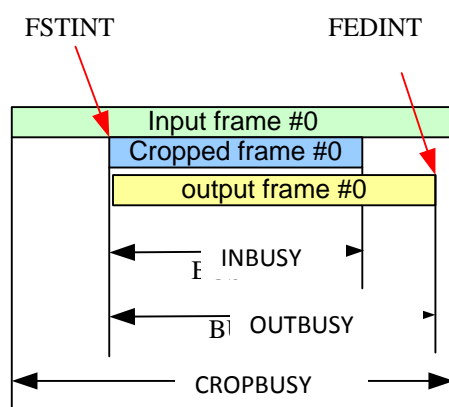 FSTINT FEDINT
Input frame #0
Cropped frame #0
output frame #0
INBUSY
OUTBUSY
CROPBUSY